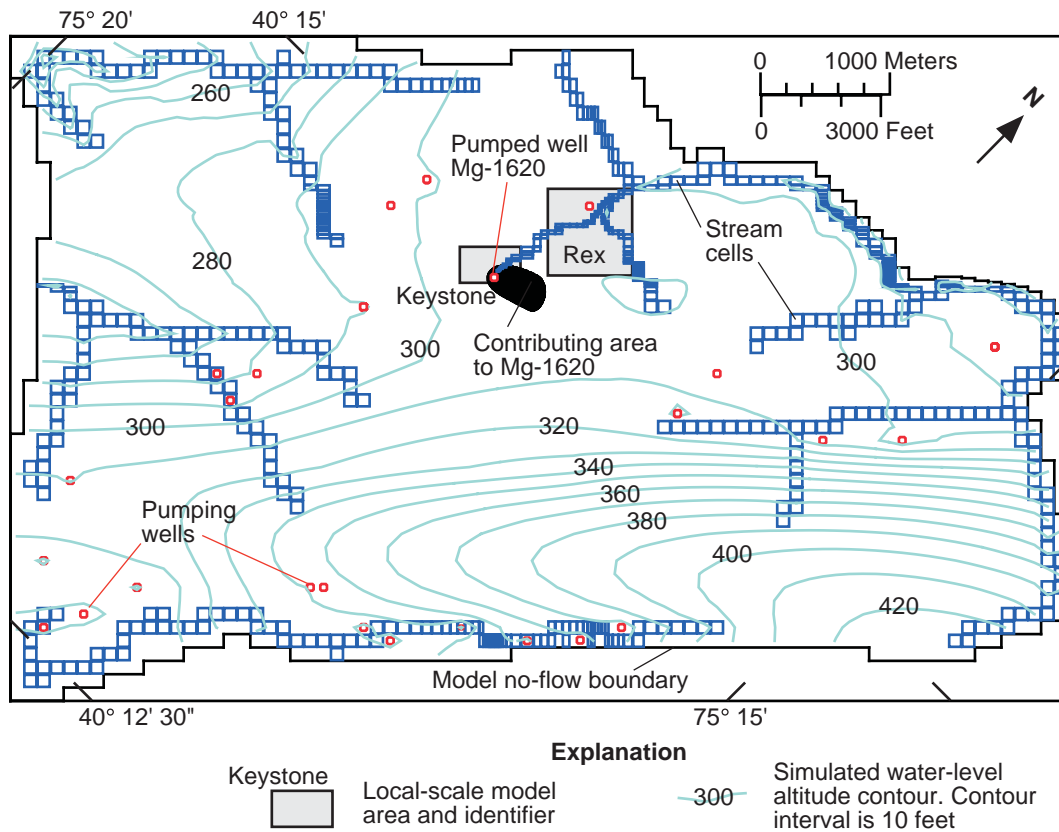 75° 20'
40° 15'
0 1000 Meters
0 3000 Feet
N
260
Pumped well
Mg-1620
Stream
cells
Rex
280
Keystone
Contributing area
to Mg-1620
300
300
300
320
340
360
380
400
420
Pumping
wells
Model no-flow boundary
40° 12' 30"
75° 15'
Explanation
Keystone
Local-scale model
area and identifier
300
Simulated water-level
altitude contour. Contour
interval is 10 feet